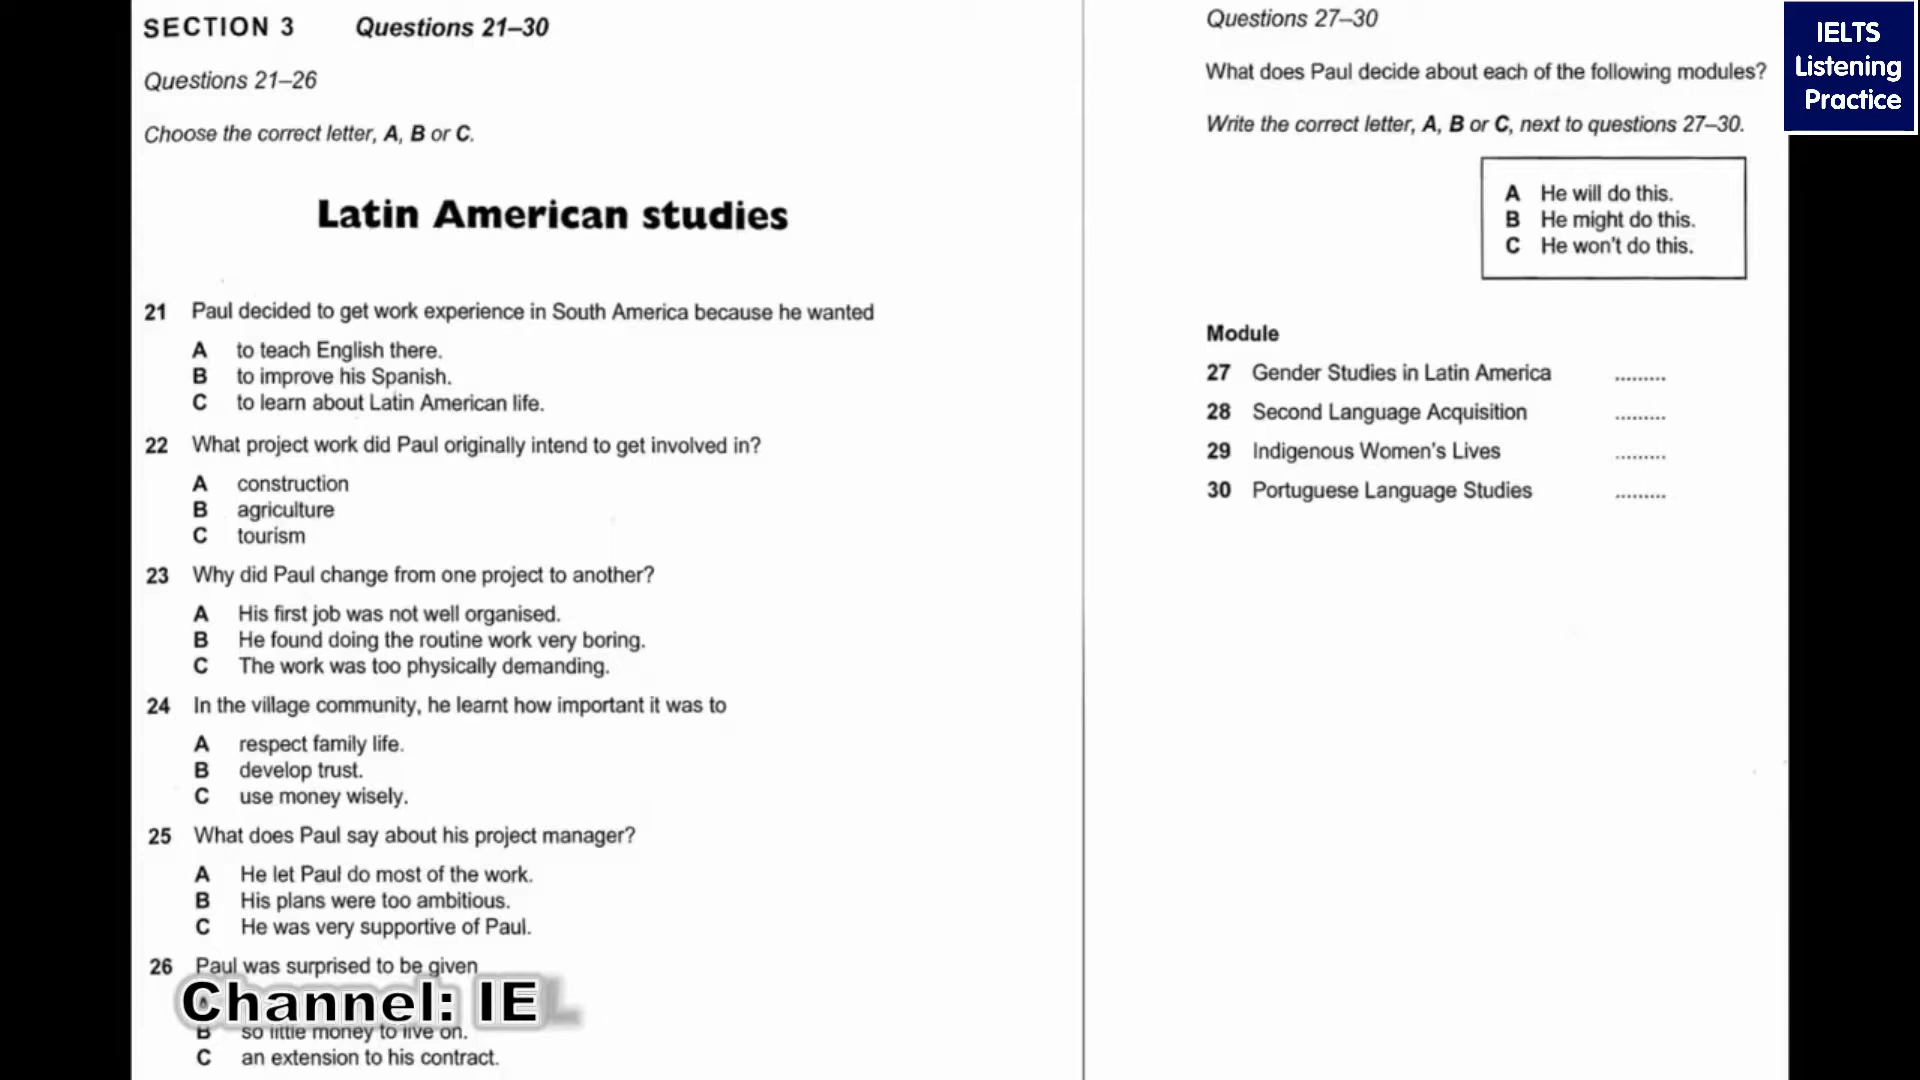 SECTION 3 Questions 21–30
Questions 21–26
Choose the correct letter, A, B or C.
Latin American studies
21 Paul decided to get work experience in South America because he wanted
A to teach English there.
B to improve his Spanish.
C to learn about Latin American life.
22 What project work did Paul originally intend to get involved in?
A construction
B agriculture
C tourism
23 Why did Paul change from one project to another?
A His first job was not well organised.
B He found doing the routine work very boring.
C The work was too physically demanding.
24 In the village community, he learnt how important it was to
A respect family life.
B develop trust.
C use money wisely.
25 What does Paul say about his project manager?
A He let Paul do most of the work.
B His plans were too ambitious.
C He was very supportive of Paul.
26 Paul was surprised to be given
Channel: IEL
B so little money to live on.
C an extension to his contract.
Questions 27–30
What does Paul decide about each of the following modules?
Write the correct letter, A, B or C, next to questions 27–30.
A He will do this.
B He might do this.
C He won't do this.
Module
27 Gender Studies in Latin America .........
28 Second Language Acquisition .........
29 Indigenous Women's Lives .........
30 Portuguese Language Studies .........
IELTS
Listening
Practice